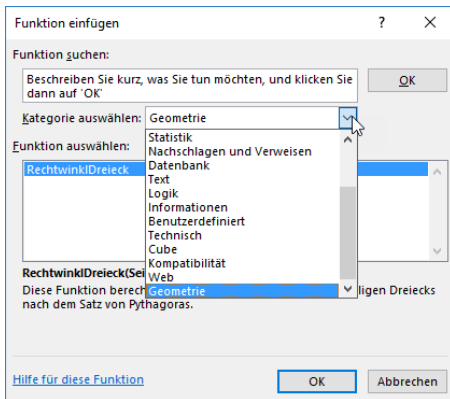 Funktion einfügen ? ×
Funktion suchen:
Beschreiben Sie kurz, was Sie tun möchten, und klicken Sie
dann auf 'OK'
OK
Kategorie auswählen: Geometrie
Funktion auswählen:
Statistik
Nachschlagen und Verweisen
Datenbank
Text
Logik
Informationen
Benutzerdefiniert
Technisch
Cube
Kompatibilität
Web
Geometrie
RechtwinklDreieck
RechtwinklDreieck(Sei
Diese Funktion berech ligen Dreiecks
nach dem Satz von Pythagoras.
Hilfe für diese Funktion
OK
Abbrechen